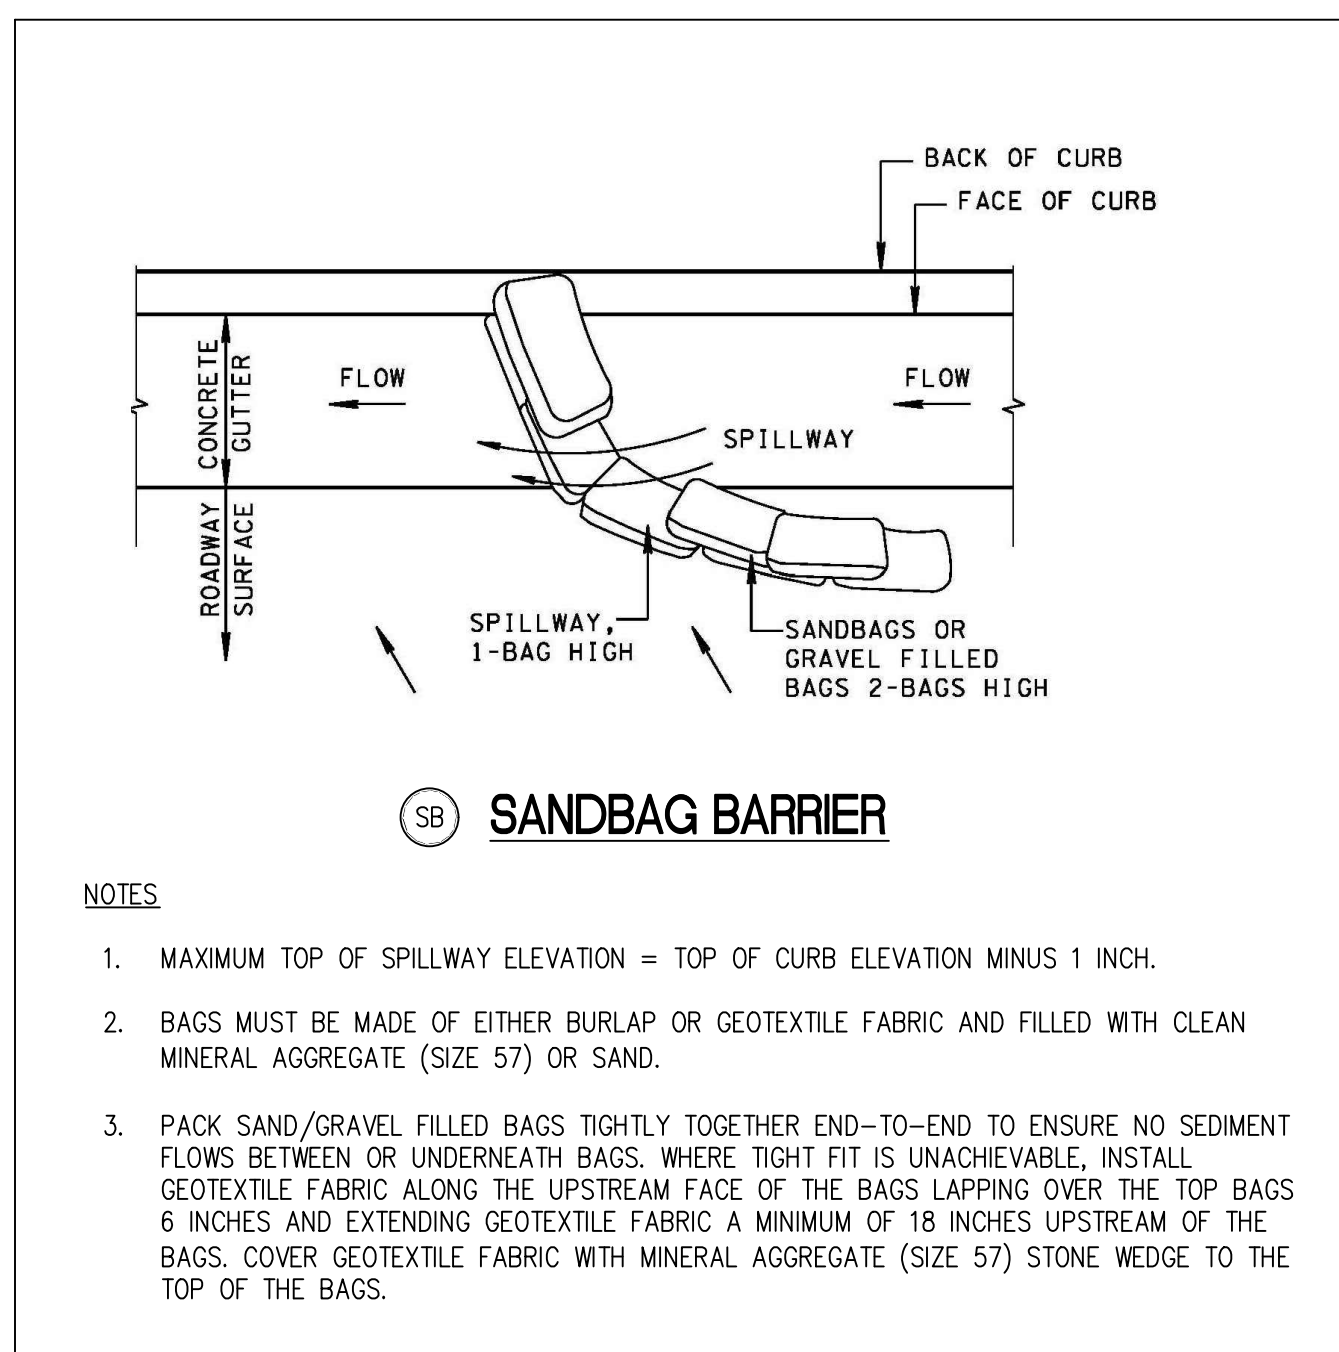 BACK OF CURB
FACE OF CURB
CONCRETE
GUTTER
FLOW
FLOW
SPILLWAY
ROADWAY
SURFACE
SPILLWAY,
1-BAG HIGH
SANDBAGS OR
GRAVEL FILLED
BAGS 2-BAGS HIGH
SB SANDBAG BARRIER
NOTES
1. MAXIMUM TOP OF SPILLWAY ELEVATION = TOP OF CURB ELEVATION MINUS 1 INCH.
2. BAGS MUST BE MADE OF EITHER BURLAP OR GEOTEXTILE FABRIC AND FILLED WITH CLEAN
MINERAL AGGREGATE (SIZE 57) OR SAND.
3. PACK SAND/GRAVEL FILLED BAGS TIGHTLY TOGETHER END-TO-END TO ENSURE NO SEDIMENT
FLOWS BETWEEN OR UNDERNEATH BAGS. WHERE TIGHT FIT IS UNACHIEVABLE, INSTALL
GEOTEXTILE FABRIC ALONG THE UPSTREAM FACE OF THE BAGS LAPPING OVER THE TOP BAGS
6 INCHES AND EXTENDING GEOTEXTILE FABRIC A MINIMUM OF 18 INCHES UPSTREAM OF THE
BAGS. COVER GEOTEXTILE FABRIC WITH MINERAL AGGREGATE (SIZE 57) STONE WEDGE TO THE
TOP OF THE BAGS.